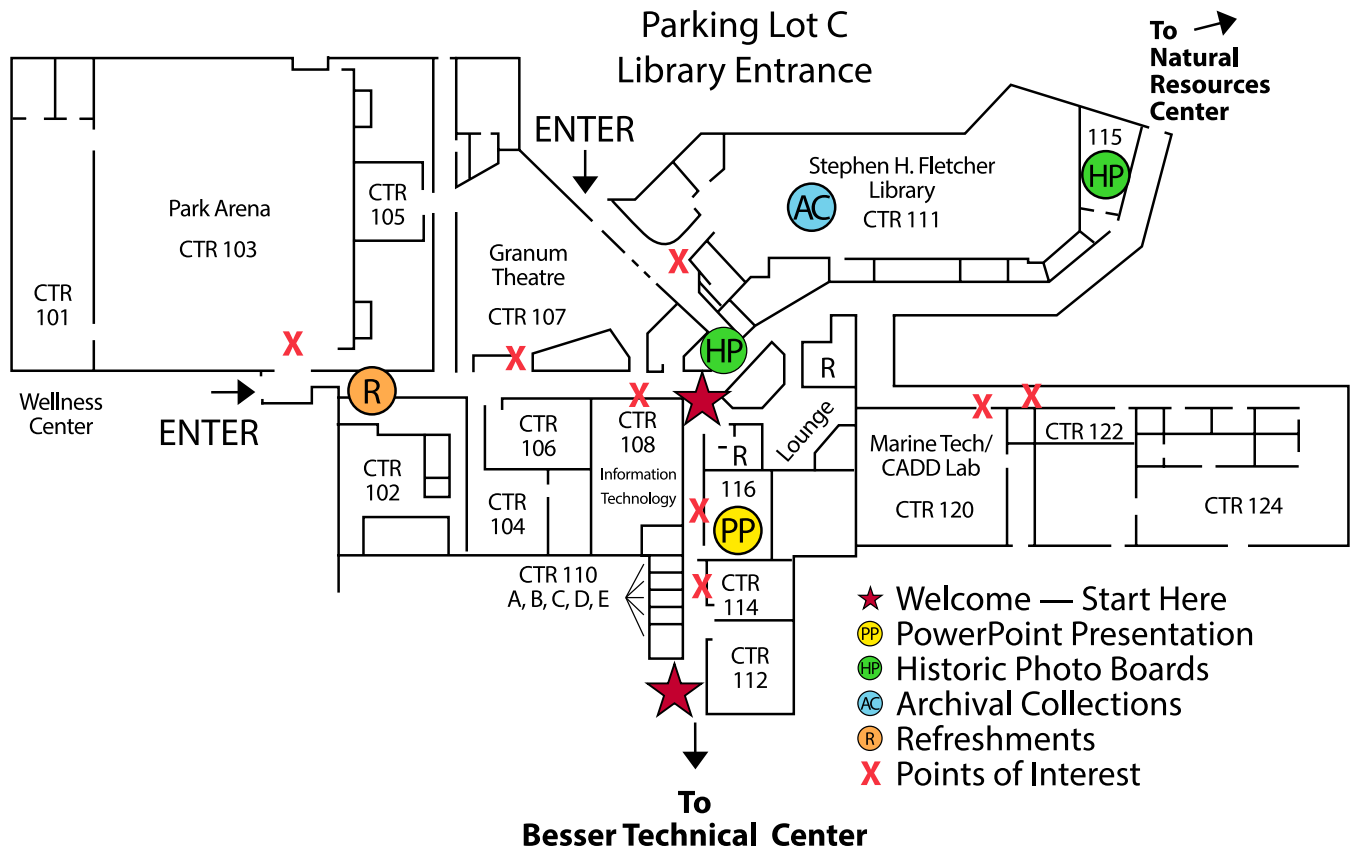 Parking Lot C
Library Entrance
To
Natural
Resources
Center
ENTER
115
HP
Stephen H. Fletcher
Library
CTR 111
AC
CTR
105
Park Arena
CTR 103
Granum
Theatre
CTR 107
X
CTR
101
X
X
HP
R
Wellness
Center
ENTER
R
X
X
X
CTR
106
CTR
108
Information
Technology
R
Lounge
Marine Tech/
CADD Lab
CTR 120
CTR 122
CTR
102
CTR
104
116
X
PP
CTR 124
CTR 110
A, B, C, D, E
X
CTR
114
CTR
112
Welcome — Start Here
PP PowerPoint Presentation
HP Historic Photo Boards
AC Archival Collections
R Refreshments
X Points of Interest
To
Besser Technical Center